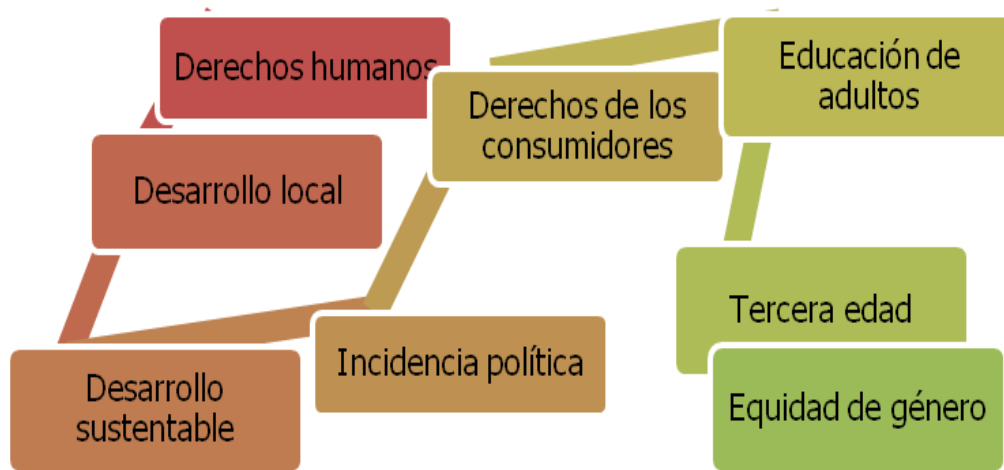 Derechos humanos
Desarrollo local
Desarrollo
sustentable
Incidencia política
Derechos de los
consumidores
Educación de
adultos
Tercera edad
Equidad de género